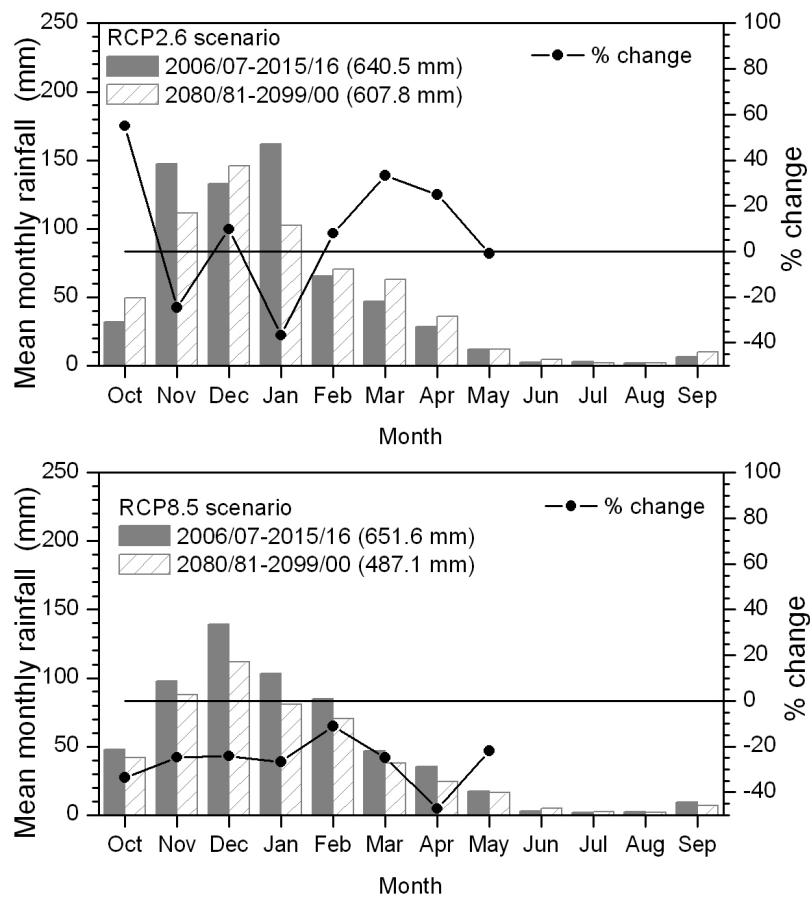 RCP2.6 scenario
2006/07-2015/16 (640.5 mm)
2080/81-2099/00 (607.8 mm)
% change
Mean monthly rainfall (mm)
250
200
150
100
50
0
% change
100
80
60
40
20
0
-20
-40
Oct Nov Dec Jan Feb Mar Apr May Jun Jul Aug Sep
Month
RCP8.5 scenario
2006/07-2015/16 (651.6 mm)
2080/81-2099/00 (487.1 mm)
% change
Mean monthly rainfall (mm)
250
200
150
100
50
0
% change
100
80
60
40
20
0
-20
-40
Oct Nov Dec Jan Feb Mar Apr May Jun Jul Aug Sep
Month